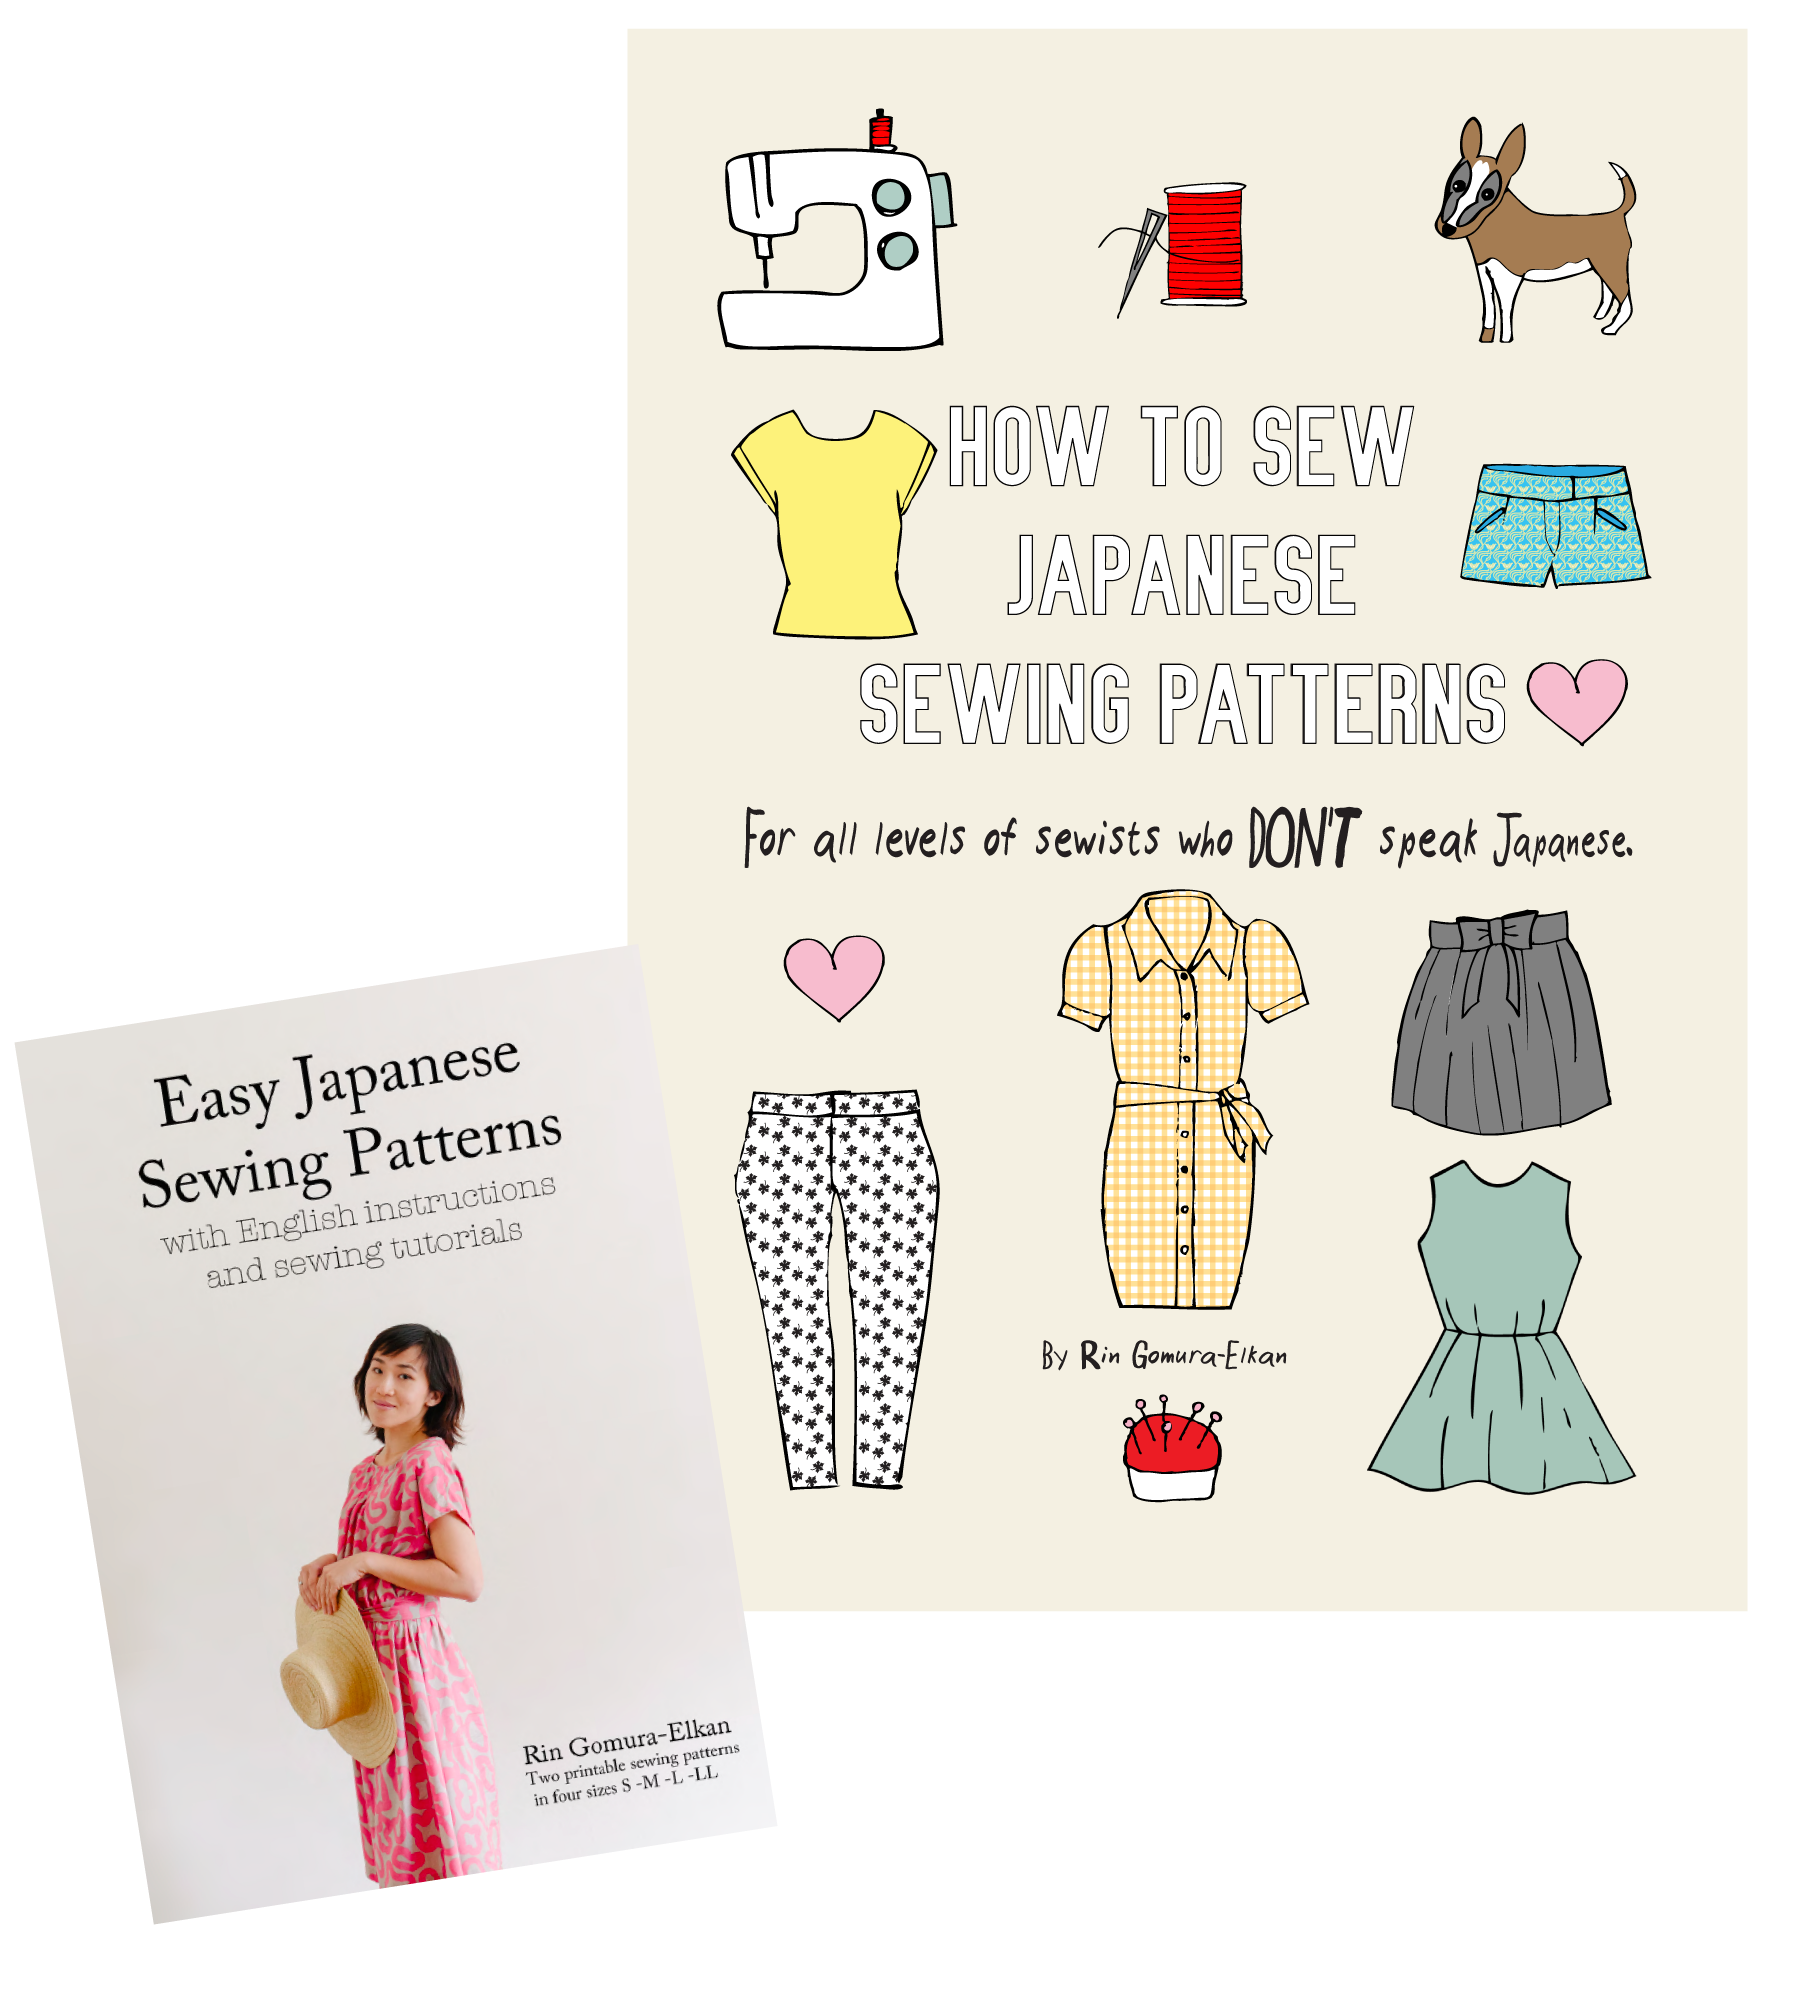 HOW TO SEW
JAPANESE
SEWING PATTERNS
For all levels of sewists who DON'T speak Japanese.
By Rin Gomura-Elkan
Easy Japanese
Sewing Patterns
with English instructions
and sewing tutorials
Rin Gomura-Elkan
Two printable sewing patterns
in four sizes S -M -L -LL